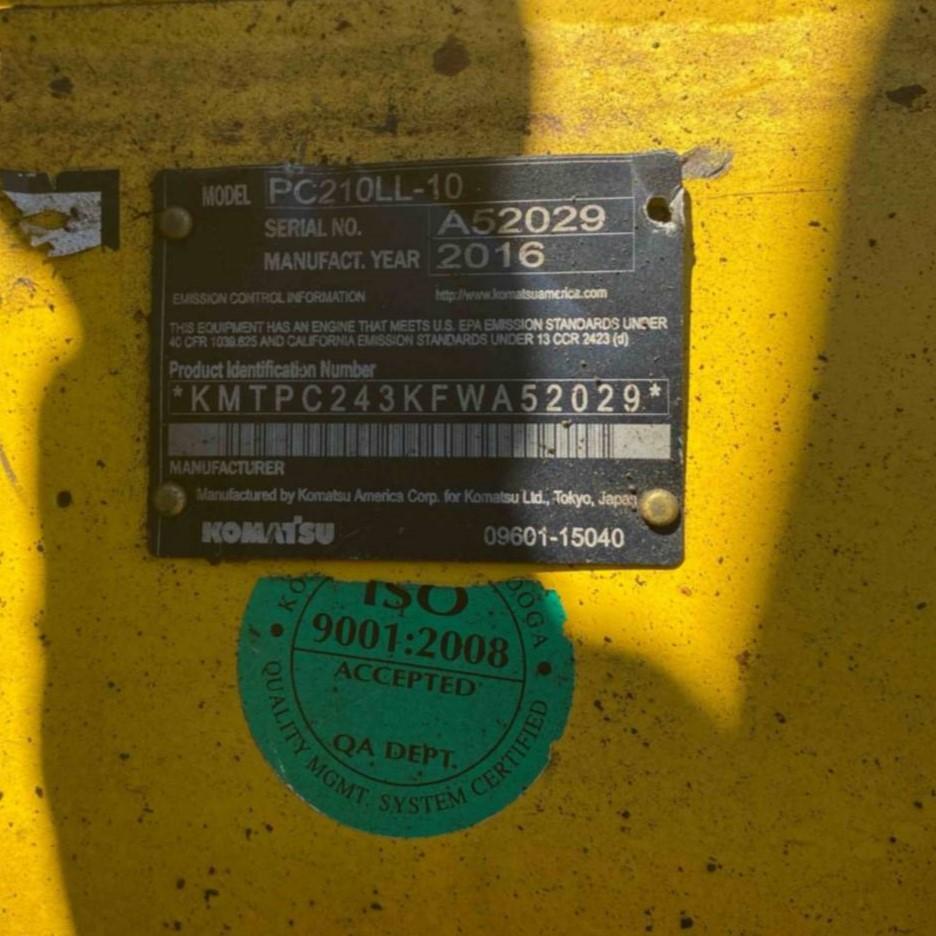 MODEL PC210LL-10
SERIAL NO. A52029
MANUFACT. YEAR 2016
EMISSION CONTROL INFORMATION http://www.komatsuamerica.com
THIS EQUIPMENT HAS AN ENGINE THAT MEETS U.S. EPA EMISSION STANDARDS UNDER
40 CFR 1039.625 AND CALIFORNIA EMISSION STANDARDS UNDER 13 CCR 2423 (d)
Product Identification Number
*KMTPC243KFWA52029*
MANUFACTURER
Manufactured by Komatsu America Corp. for Komatsu Ltd., Tokyo, Japan
KOMATSU 09601-15040
ISO
9001:2008
ACCEPTED
QA DEPT.
QUALITY MGMT. SYSTEM CERTIFIED